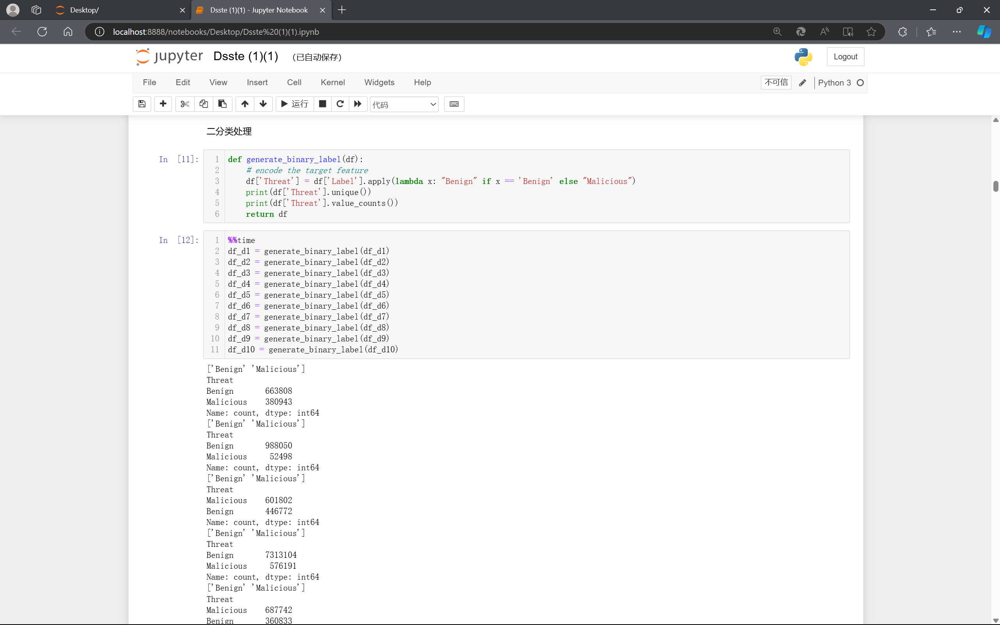 Desktop/
Dsste (1)(1) - Jupyter Notebook
localhost:8888/notebooks/Desktop/Dsste%20(1)(1).ipynb
jupyter Dsste (1)(1) (已自动保存)
Logout
File Edit View Insert Cell Kernel Widgets Help
不可信
Python 3
运行
代码
二分类处理
In [11]:
1 def generate_binary_label(df):
2     # encode the target feature
3     df['Threat'] = df['Label'].apply(lambda x: "Benign" if x == 'Benign' else "Malicious")
4     print(df['Threat'].unique())
5     print(df['Threat'].value_counts())
6     return df
In [12]:
1 %%time
2 df_d1 = generate_binary_label(df_d1)
3 df_d2 = generate_binary_label(df_d2)
4 df_d3 = generate_binary_label(df_d3)
5 df_d4 = generate_binary_label(df_d4)
6 df_d5 = generate_binary_label(df_d5)
7 df_d6 = generate_binary_label(df_d6)
8 df_d7 = generate_binary_label(df_d7)
9 df_d8 = generate_binary_label(df_d8)
10 df_d9 = generate_binary_label(df_d9)
11 df_d10 = generate_binary_label(df_d10)
['Benign' 'Malicious']
Threat
Benign       663808
Malicious    380943
Name: count, dtype: int64
['Benign' 'Malicious']
Threat
Benign       988050
Malicious     52498
Name: count, dtype: int64
['Benign' 'Malicious']
Threat
Malicious    601802
Benign       446772
Name: count, dtype: int64
['Benign' 'Malicious']
Threat
Benign       7313104
Malicious     576191
Name: count, dtype: int64
['Benign' 'Malicious']
Threat
Malicious    687742
Benign       360833